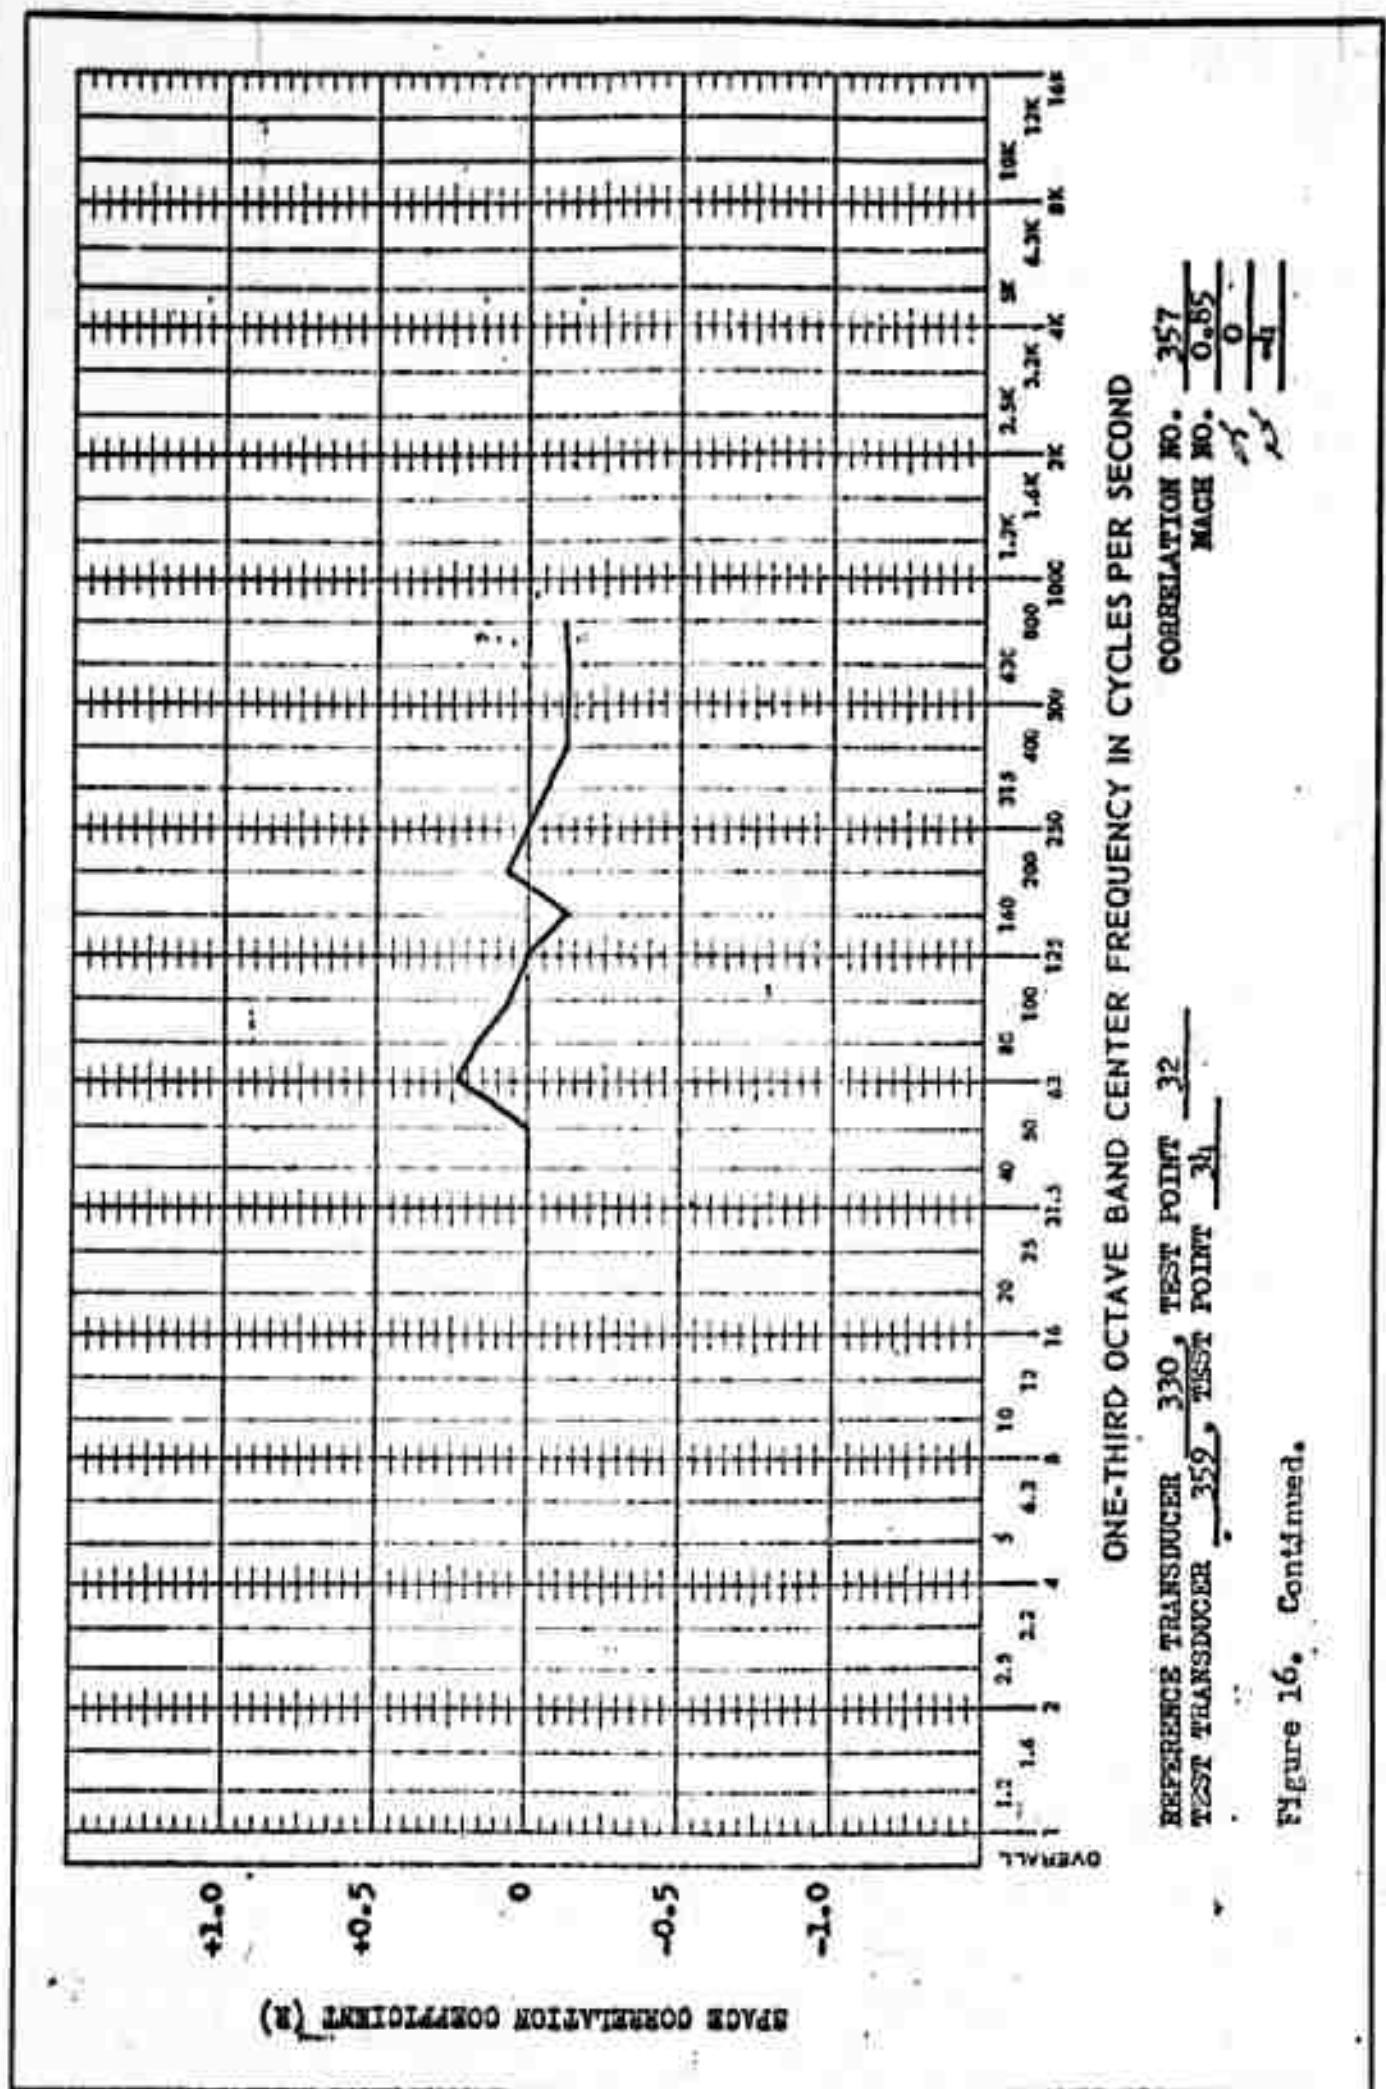 SPACE CORRELATION COEFFICIENT (R)
+1.0
+0.5
0
-0.5
-1.0
OVERALL
1 1.2 1.6 2 2.5 3.2 4 5 6.3 8 10 12 16 20 25 31.5 40 50 63 80 100 125 160 200 250 315 400 500 630 800 1000 1.2K 1.6K 2K 2.5K 3.2K 4K 5K 6.3K 8K 10K 12K 16K
ONE-THIRD OCTAVE BAND CENTER FREQUENCY IN CYCLES PER SECOND
REFERENCE TRANSDUCER 330, TEST POINT 32
TEST TRANSDUCER 359, TEST POINT 34
CORRELATION NO. 357
MACH NO. 0.85
0
-4
Figure 16. Continued.